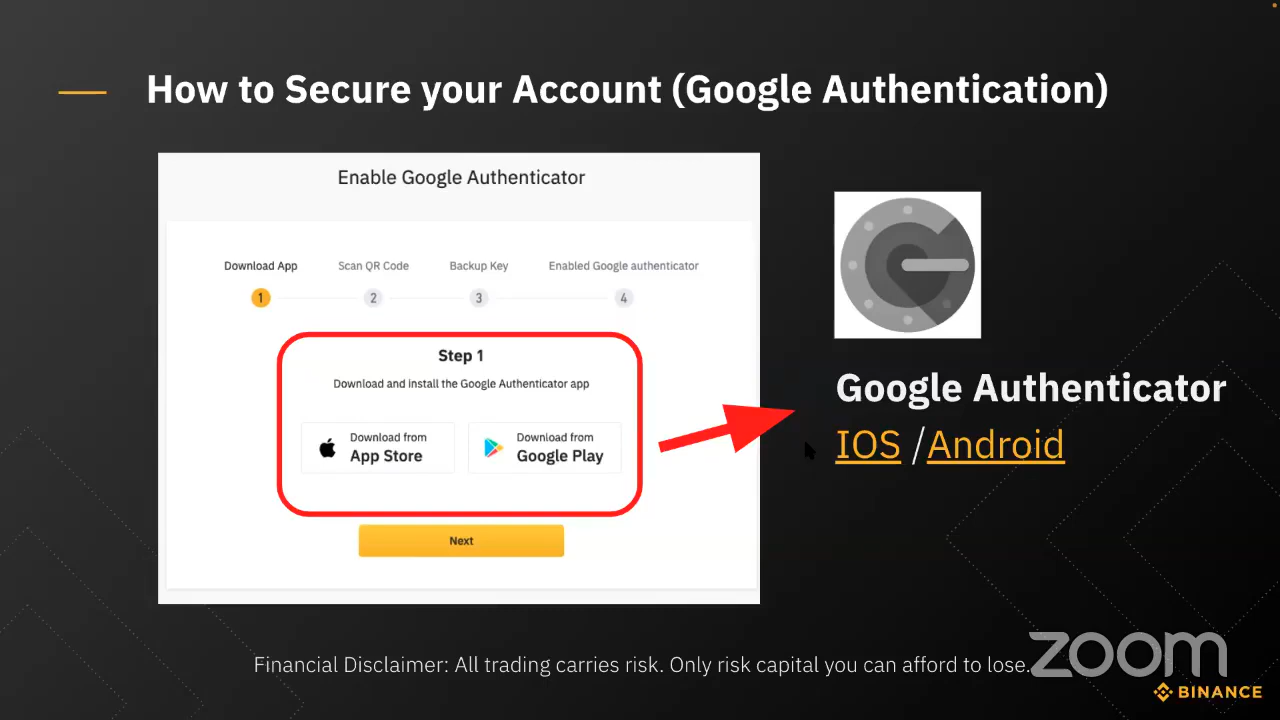 How to Secure your Account (Google Authentication)
Enable Google Authenticator
Download App
Scan QR Code
Backup Key
Enabled Google authenticator
1
2
3
4
Step 1
Download and install the Google Authenticator app
Download from
App Store
Download from
Google Play
Next
Google Authenticator
IOS / Android
Financial Disclaimer: All trading carries risk. Only risk capital you can afford to lose.
zoom
BINANCE